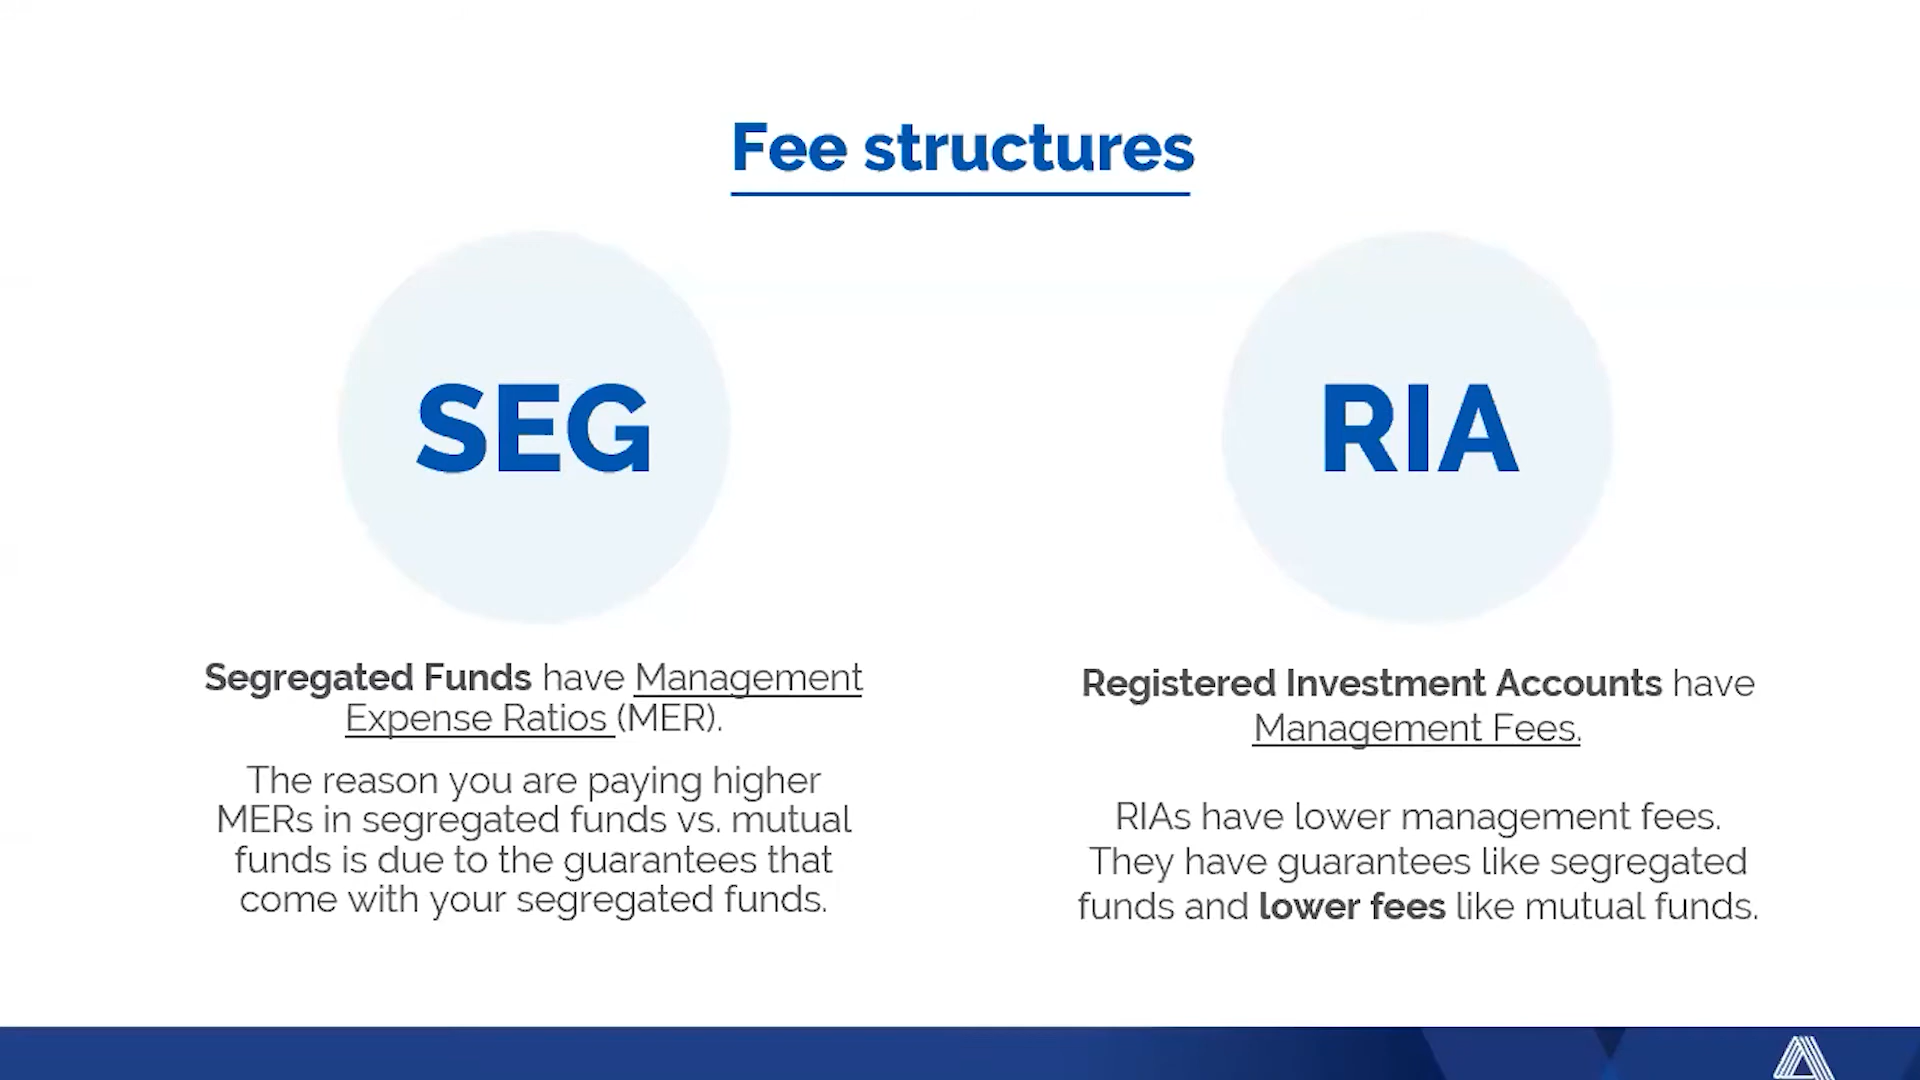 Fee structures
SEG
Segregated Funds have Management
Expense Ratios (MER).
The reason you are paying higher
MERs in segregated funds vs. mutual
funds is due to the guarantees that
come with your segregated funds.
RIA
Registered Investment Accounts have
Management Fees.
RIAs have lower management fees.
They have guarantees like segregated
funds and lower fees like mutual funds.